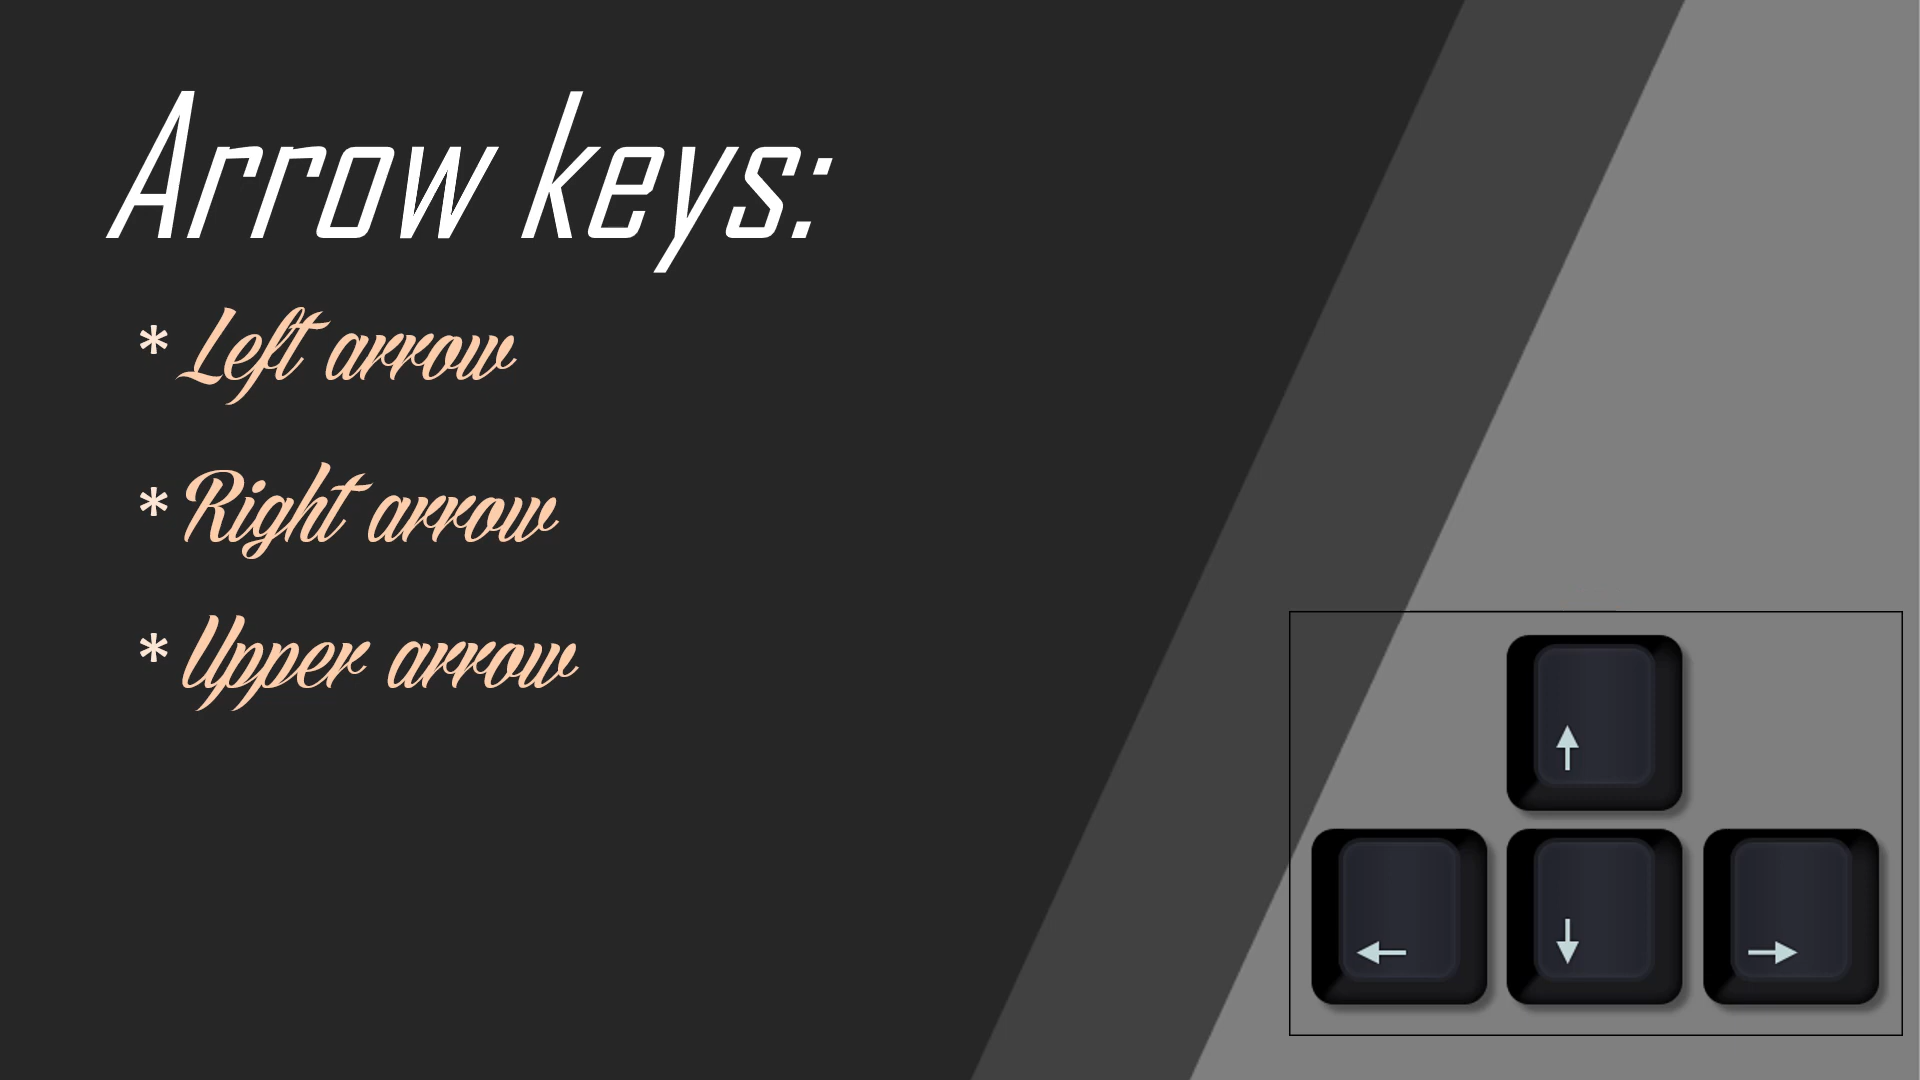 Arrow keys:
* Left arrow
* Right arrow
* Upper arrow
↑
← ↓ →